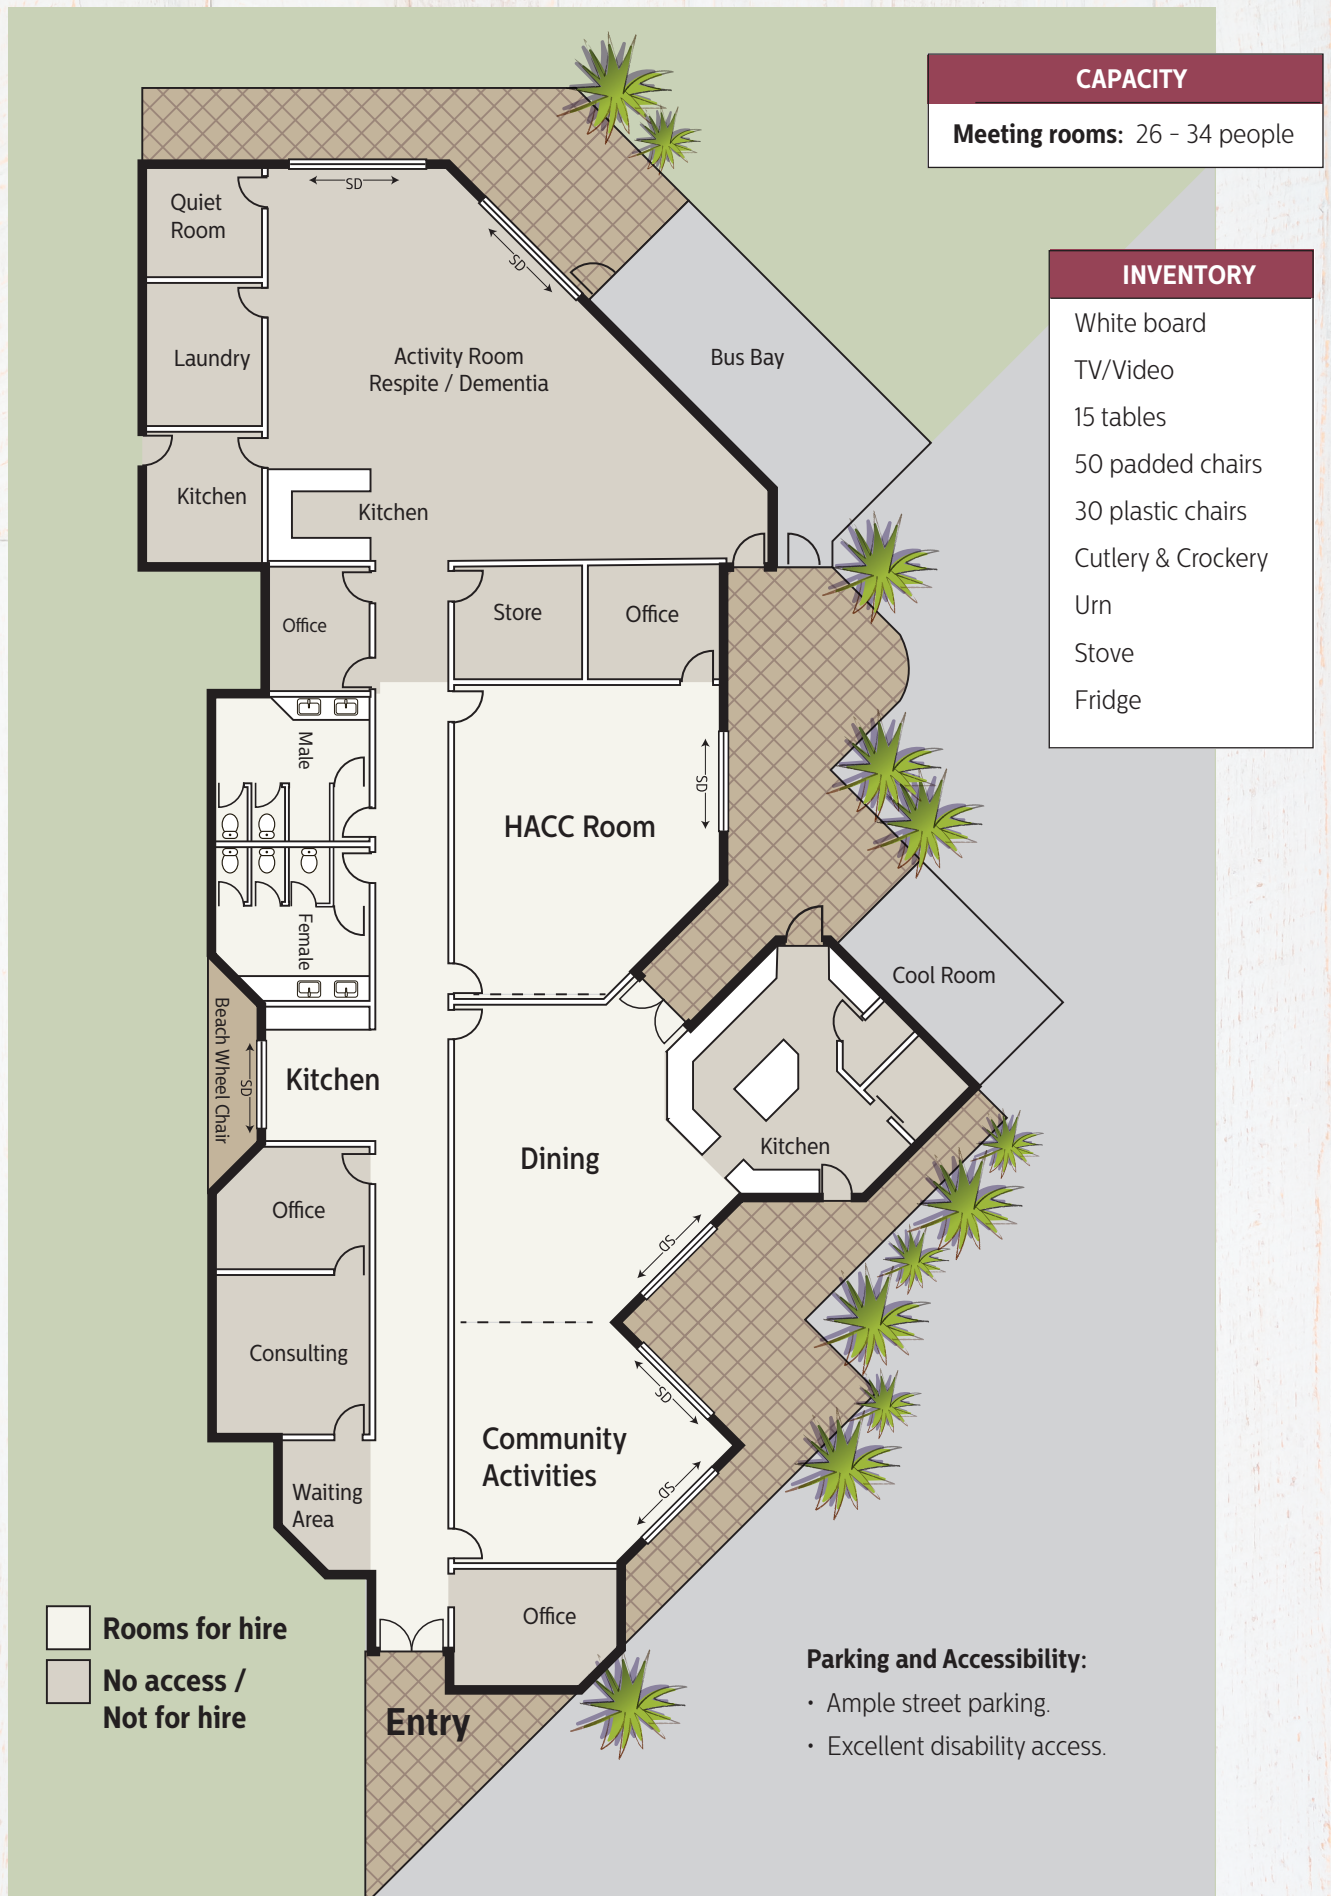 CAPACITY
Meeting rooms: 26 - 34 people
INVENTORY
White board
TV/Video
15 tables
50 padded chairs
30 plastic chairs
Cutlery & Crockery
Urn
Stove
Fridge
SD
Quiet
Room
SD
Laundry
Activity Room
Respite / Dementia
Bus Bay
Kitchen
Kitchen
Office
Store
Office
Male
SD
HACC Room
Female
Cool Room
Beach Wheel Chair
SD
Kitchen
Dining
Kitchen
Office
SD
Consulting
SD
Community
Activities
SD
Waiting
Area
Office
Rooms for hire
No access /
Not for hire
Entry
Parking and Accessibility:
• Ample street parking.
• Excellent disability access.